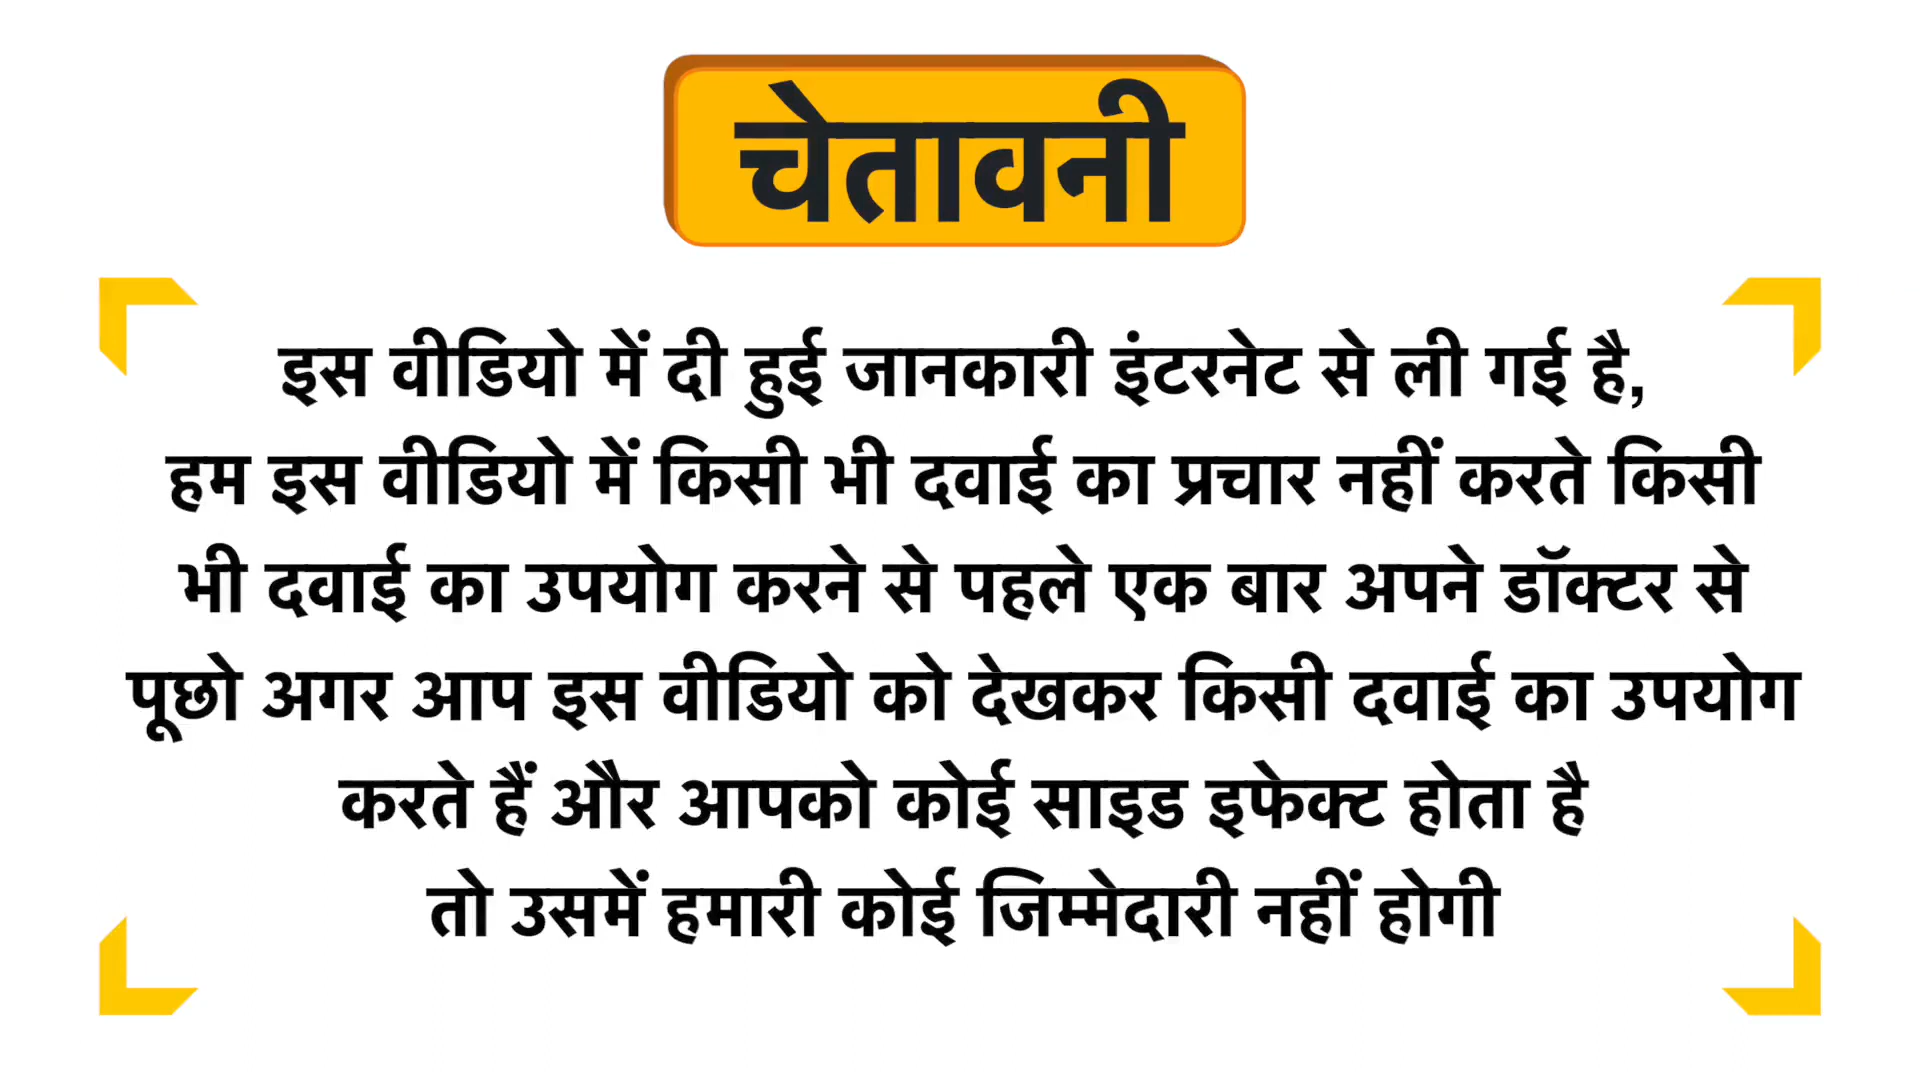 चेतावनी
इस वीडियो में दी हुई जानकारी इंटरनेट से ली गई है,
हम इस वीडियो में किसी भी दवाई का प्रचार नहीं करते किसी
भी दवाई का उपयोग करने से पहले एक बार अपने डॉक्टर से
पूछो अगर आप इस वीडियो को देखकर किसी दवाई का उपयोग
करते हैं और आपको कोई साइड इफेक्ट होता है
तो उसमें हमारी कोई जिम्मेदारी नहीं होगी